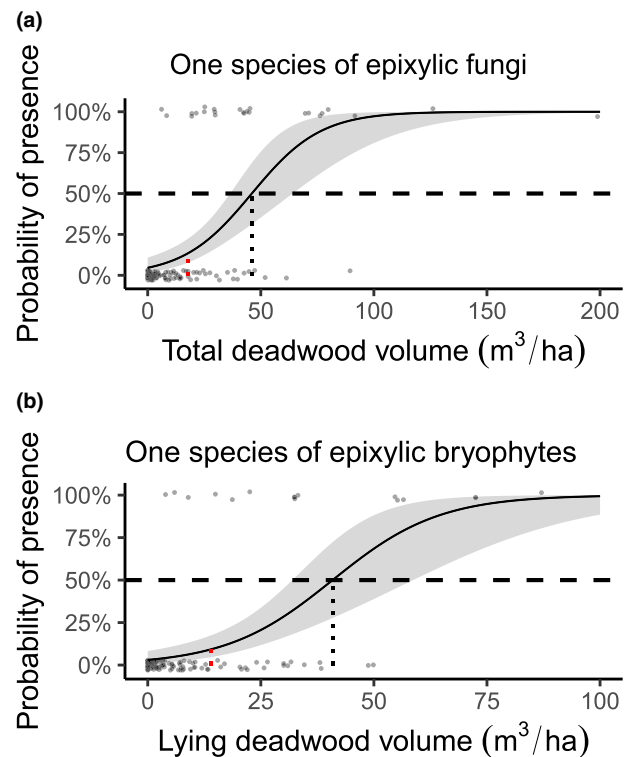 (a)
One species of epixylic fungi
Probability of presence
100%
75%
50%
25%
0%
0 50 100 150 200
Total deadwood volume (m³/ha)
(b)
One species of epixylic bryophytes
Probability of presence
100%
75%
50%
25%
0%
0 25 50 75 100
Lying deadwood volume (m³/ha)